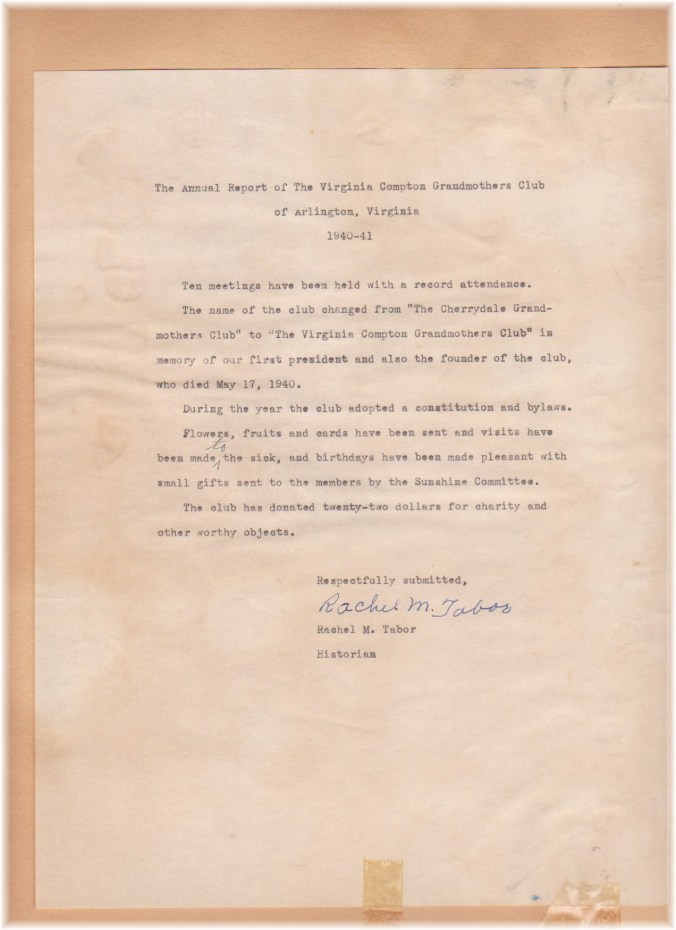 The Annual Report of The Virginia Compton Grandmothers Club
of Arlington, Virginia
1940-41
Ten meetings have been held with a record attendance.
The name of the club changed from "The Cherrydale Grand-
mothers Club" to "The Virginia Compton Grandmothers Club" in
memory of our first president and also the founder of the club,
who died May 17, 1940.
During the year the club adopted a constitution and bylaws.
Flowers, fruits and cards have been sent and visits have
been made to the sick, and birthdays have been made pleasant with
small gifts sent to the members by the Sunshine Committee.
The club has donated twenty-two dollars for charity and
other worthy objects.
Respectfully submitted,
Rachel M. Tabor
Rachel M. Tabor
Historian